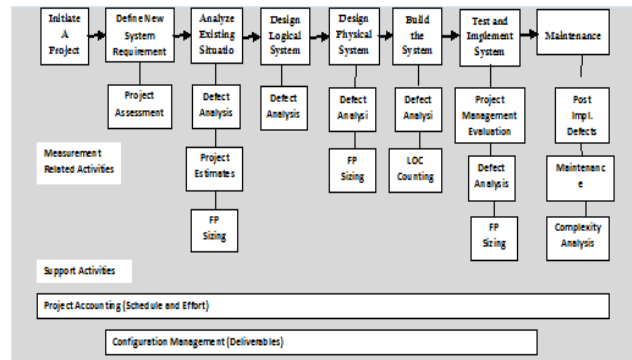 Initiate
A
Project
Define New
System
Requirement
Analyze
Existing
Situatio
Design
Logical
System
Design
Physical
System
Build
the
System
Test and
Implement
System
Maintenance
Project
Assessment
Defect
Analysis
Defect
Analysis
Defect
Analysi
Defect
Analysi
Project
Management
Evaluation
Post
Impl.
Defects
Measurement
Related Activities
Project
Estimates
FP
Sizing
LOC
Counting
Defect
Analysis
Maintenanc
e
FP
Sizing
FP
Sizing
Complexity
Analysis
Support Activities
Project Accounting (Schedule and Effort)
Configuration Management (Deliverables)